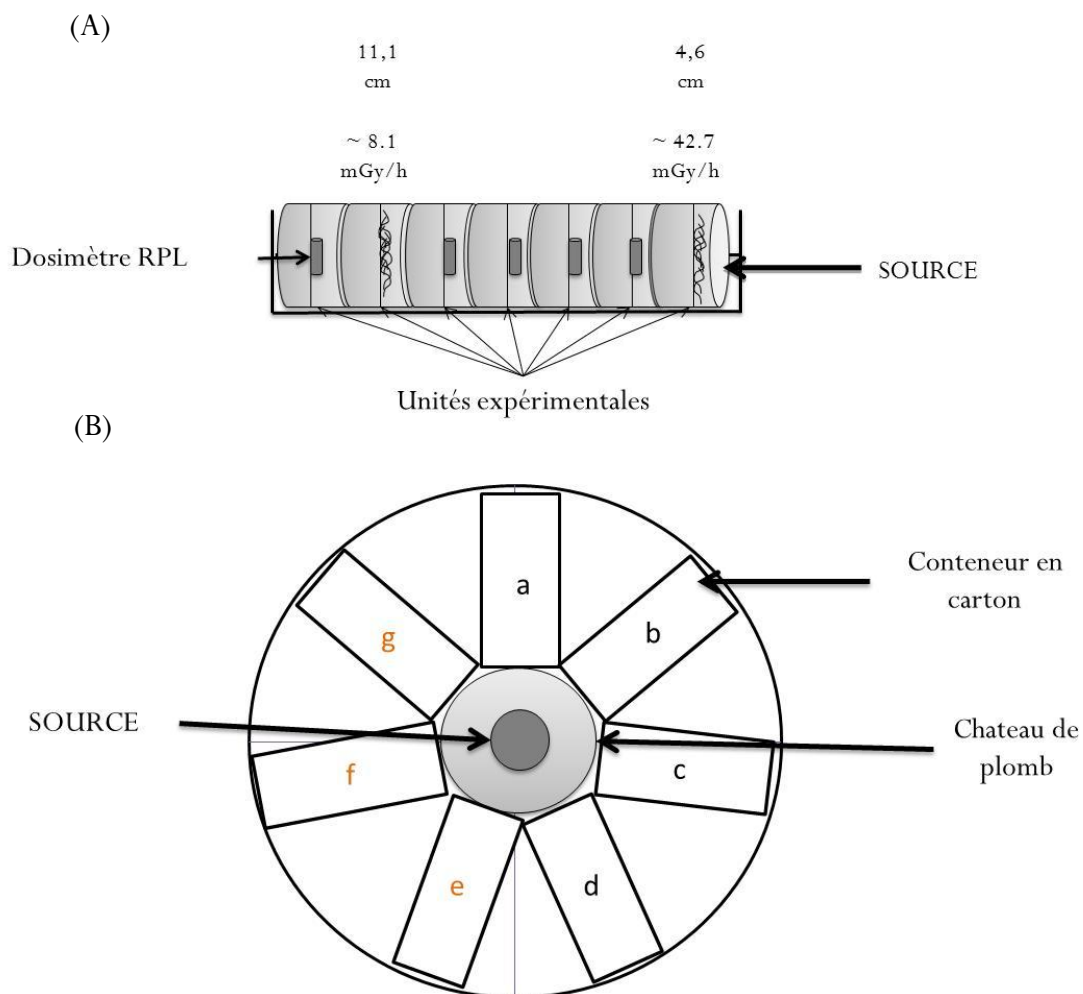 (A)
11,1
cm
4,6
cm
~ 8.1
mGy/h
~ 42.7
mGy/h
Dosimètre RPL
SOURCE
Unités expérimentales
(B)
a
Conteneur en
carton
b
g
SOURCE
Chateau de
plomb
f
c
e
d